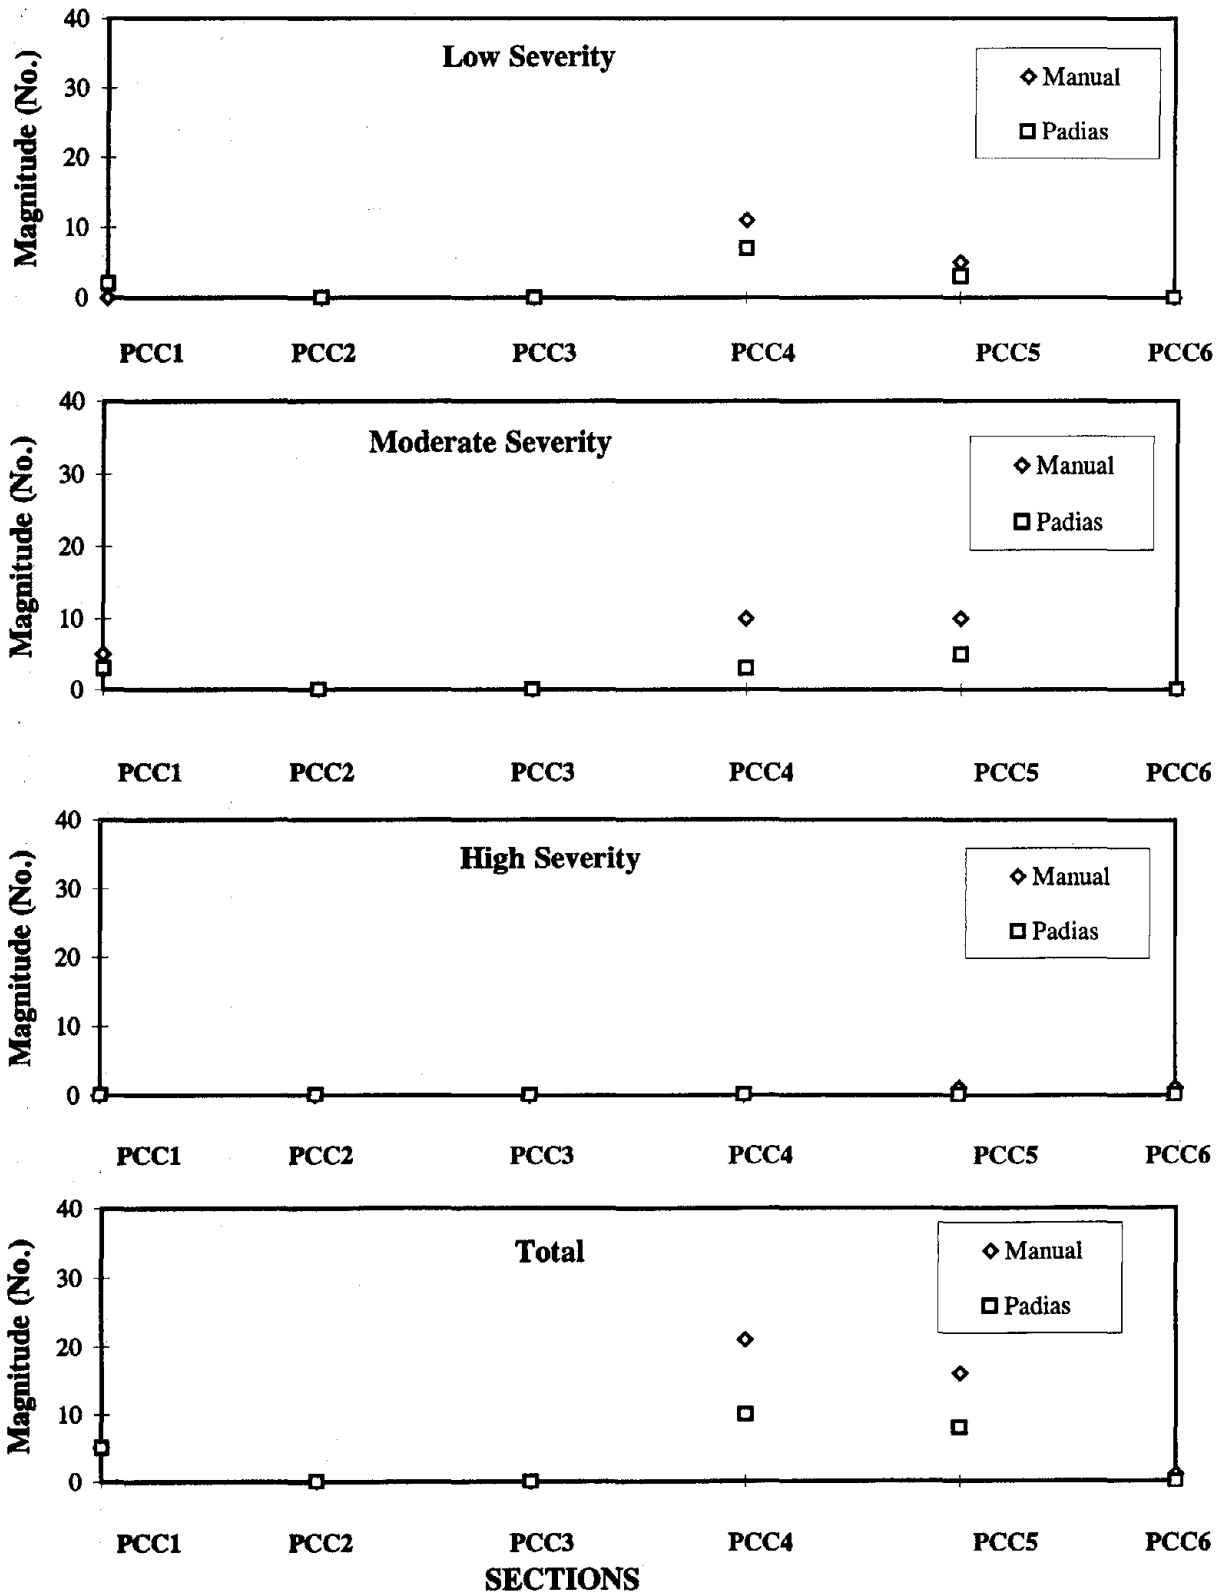 Low Severity
Magnitude (No.)
40
30
20
10
0
Manual
Padias
PCC1 PCC2 PCC3 PCC4 PCC5 PCC6
Moderate Severity
Magnitude (No.)
40
30
20
10
0
Manual
Padias
PCC1 PCC2 PCC3 PCC4 PCC5 PCC6
High Severity
Magnitude (No.)
40
30
20
10
0
Manual
Padias
PCC1 PCC2 PCC3 PCC4 PCC5 PCC6
Total
Magnitude (No.)
40
30
20
10
0
Manual
Padias
PCC1 PCC2 PCC3 PCC4 PCC5 PCC6
SECTIONS